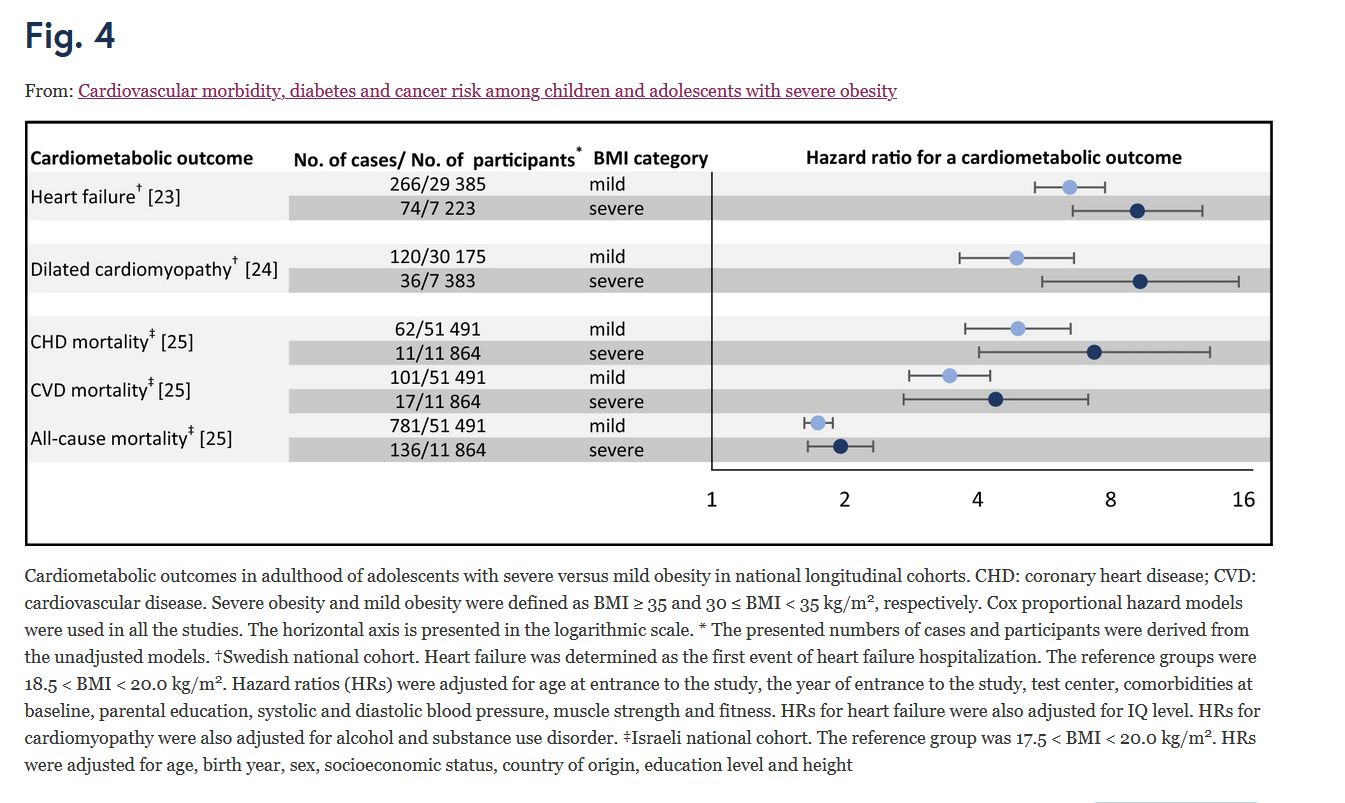 Fig. 4
From: Cardiovascular morbidity, diabetes and cancer risk among children and adolescents with severe obesity
Cardiometabolic outcome No. of cases/ No. of participants* BMI category Hazard ratio for a cardiometabolic outcome
Heart failure† [23]
266/29 385 mild
74/7 223 severe
Dilated cardiomyopathy† [24]
120/30 175 mild
36/7 383 severe
CHD mortality‡ [25]
62/51 491 mild
11/11 864 severe
CVD mortality‡ [25]
101/51 491 mild
17/11 864 severe
All-cause mortality‡ [25]
781/51 491 mild
136/11 864 severe
1 2 4 8 16
Cardiometabolic outcomes in adulthood of adolescents with severe versus mild obesity in national longitudinal cohorts. CHD: coronary heart disease; CVD:
cardiovascular disease. Severe obesity and mild obesity were defined as BMI ≥ 35 and 30 ≤ BMI < 35 kg/m², respectively. Cox proportional hazard models
were used in all the studies. The horizontal axis is presented in the logarithmic scale. * The presented numbers of cases and participants were derived from
the unadjusted models. †Swedish national cohort. Heart failure was determined as the first event of heart failure hospitalization. The reference groups were
18.5 < BMI < 20.0 kg/m². Hazard ratios (HRs) were adjusted for age at entrance to the study, the year of entrance to the study, test center, comorbidities at
baseline, parental education, systolic and diastolic blood pressure, muscle strength and fitness. HRs for heart failure were also adjusted for IQ level. HRs for
cardiomyopathy were also adjusted for alcohol and substance use disorder. ‡Israeli national cohort. The reference group was 17.5 < BMI < 20.0 kg/m². HRs
were adjusted for age, birth year, sex, socioeconomic status, country of origin, education level and height